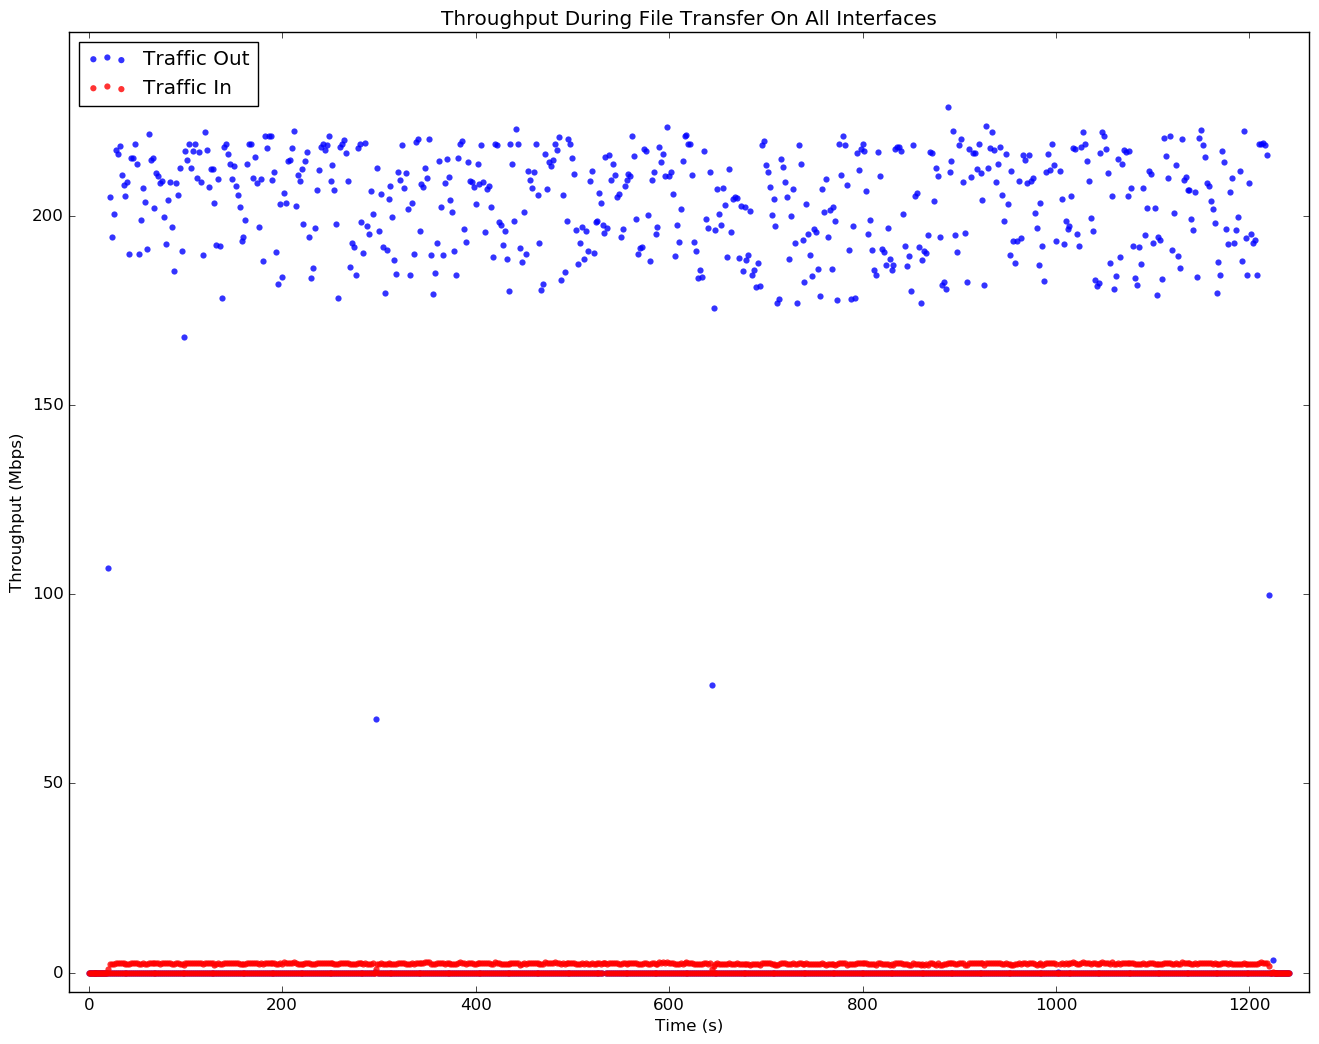 Throughput During File Transfer On All Interfaces
Traffic Out
Traffic In
Throughput (Mbps)
200
150
100
50
0
0 200 400 600 800 1000 1200
Time (s)